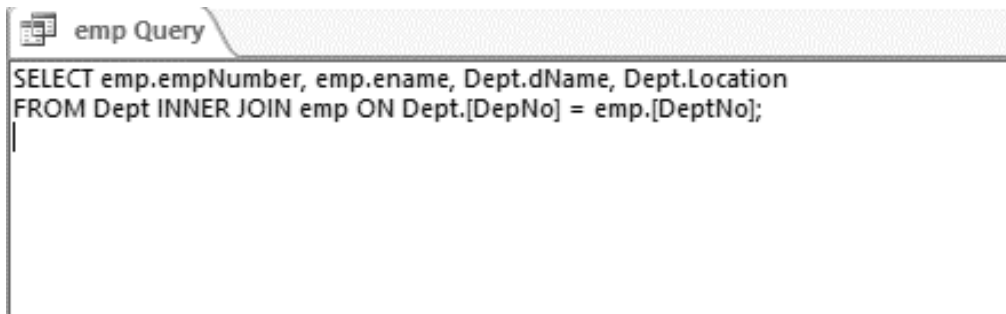 emp Query
SELECT emp.empNumber, emp.ename, Dept.dName, Dept.Location
FROM Dept INNER JOIN emp ON Dept.[DepNo] = emp.[DeptNo];